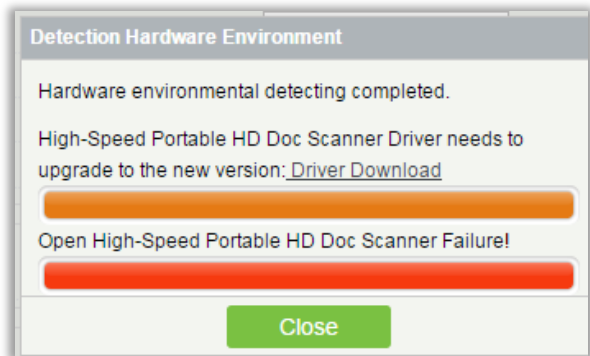 Detection Hardware Environment
Hardware environmental detecting completed.
High-Speed Portable HD Doc Scanner Driver needs to
upgrade to the new version: Driver Download
Open High-Speed Portable HD Doc Scanner Failure!
Close